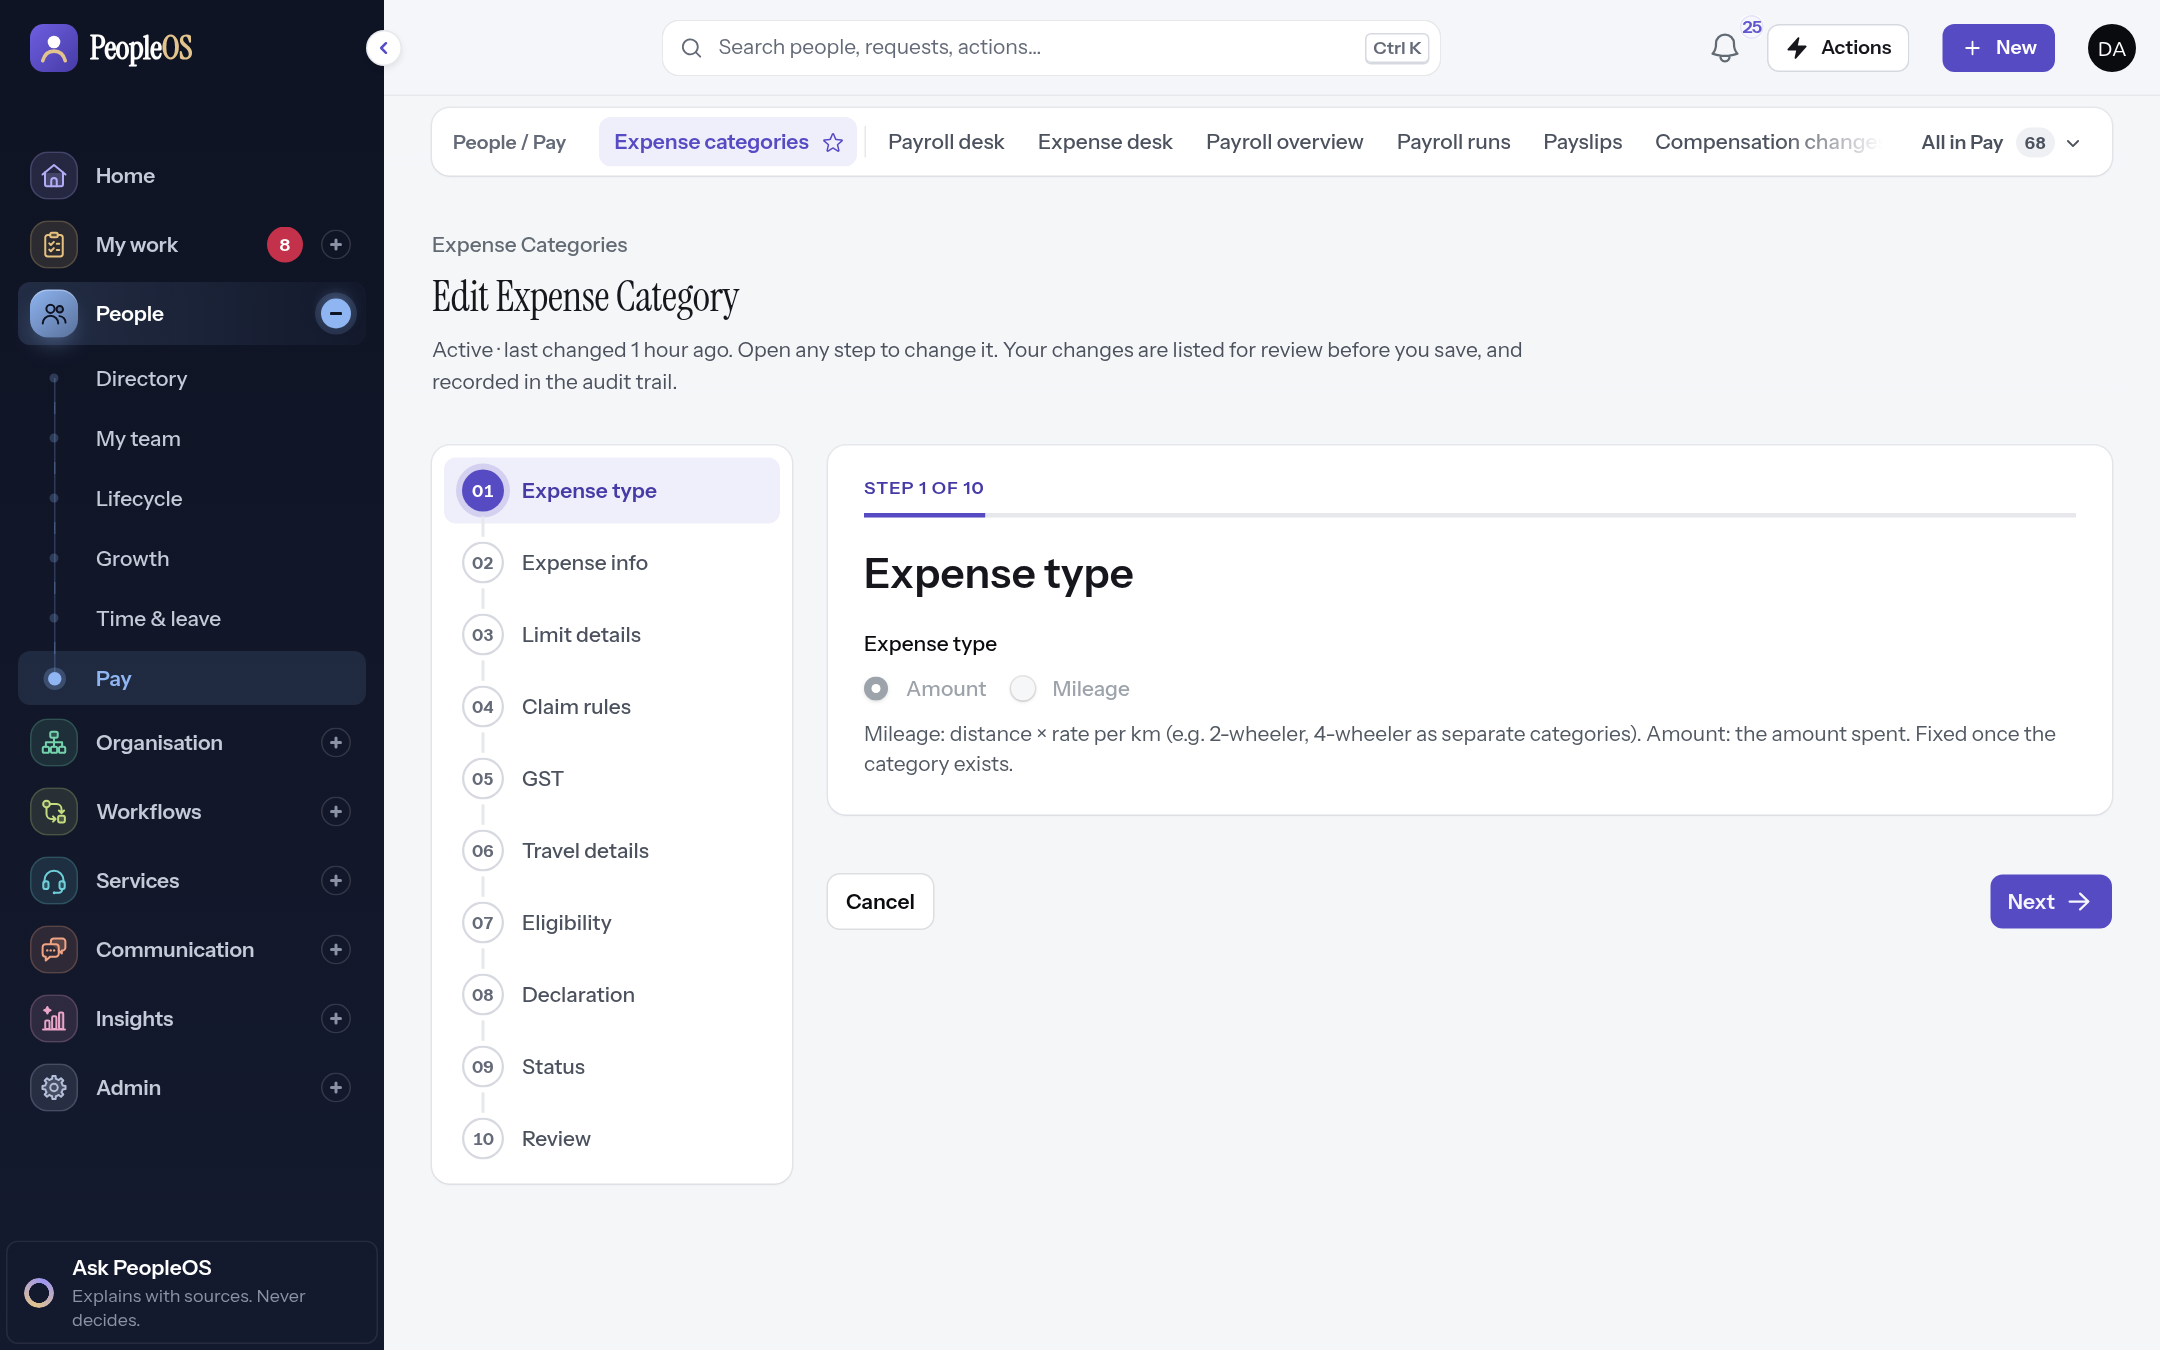 PeopleOS
Search people, requests, actions...
Ctrl K
25
Actions
New
DA
Home
My work
8
People
Directory
My team
Lifecycle
Growth
Time & leave
Pay
Organisation
Workflows
Services
Communication
Insights
Admin
Ask PeopleOS
Explains with sources. Never
decides.
People / Pay
Expense categories
Payroll desk
Expense desk
Payroll overview
Payroll runs
Payslips
Compensation change
All in Pay
68
Expense Categories
Edit Expense Category
Active · last changed 1 hour ago. Open any step to change it. Your changes are listed for review before you save, and
recorded in the audit trail.
01 Expense type
02 Expense info
03 Limit details
04 Claim rules
05 GST
06 Travel details
07 Eligibility
08 Declaration
09 Status
10 Review
STEP 1 OF 10
Expense type
Expense type
Amount
Mileage
Mileage: distance × rate per km (e.g. 2-wheeler, 4-wheeler as separate categories). Amount: the amount spent. Fixed once the
category exists.
Cancel
Next